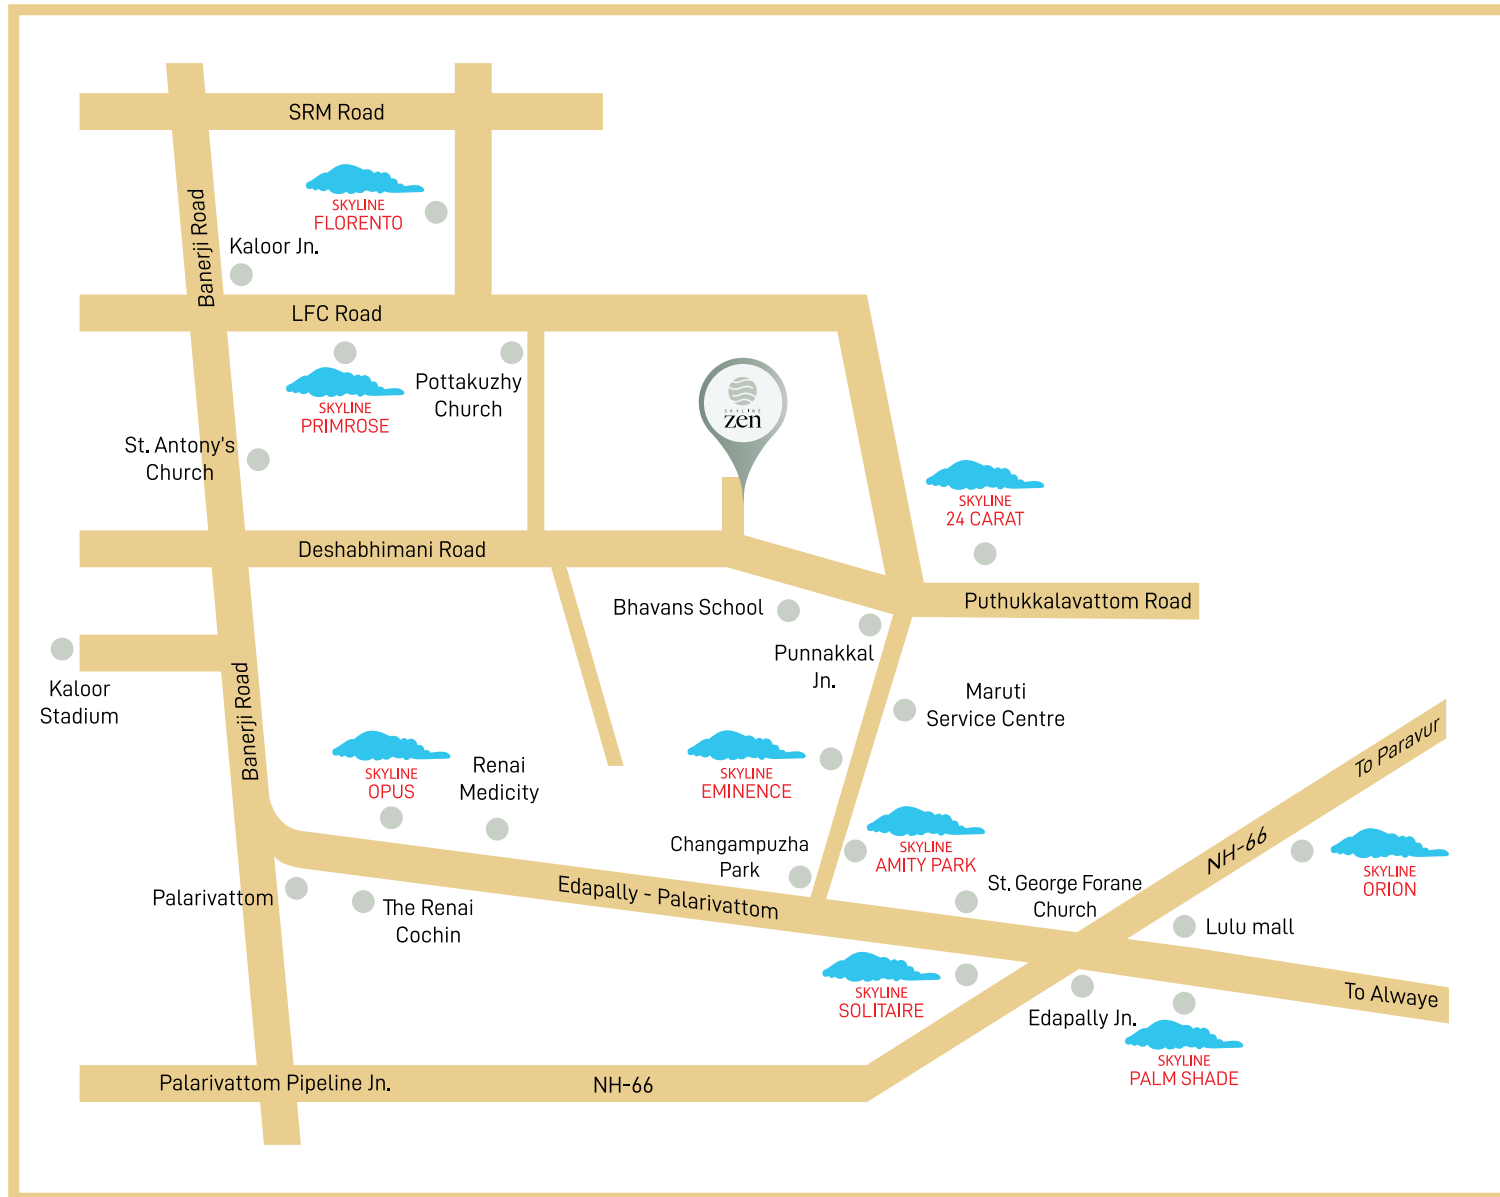 SRM Road
Banerji Road
SKYLINE
FLORENTO
Kaloor Jn.
LFC Road
SKYLINE
PRIMROSE
Pottakuzhy
Church
SKYLINE
zen
St. Antony's
Church
SKYLINE
24 CARAT
Deshabhimani Road
Puthukkalavattom Road
Bhavans School
Punnakkal
Jn.
Kaloor
Stadium
Banerji Road
Maruti
Service Centre
To Paravur
SKYLINE
OPUS
Renai
Medicity
SKYLINE
EMINENCE
Changampuzha
Park
SKYLINE
AMITY PARK
NH-66
SKYLINE
ORION
Palarivattom
The Renai
Cochin
Edapally - Palarivattom
St. George Forane
Church
Lulu mall
SKYLINE
SOLITAIRE
Edapally Jn.
To Alwaye
SKYLINE
PALM SHADE
Palarivattom Pipeline Jn.
NH-66